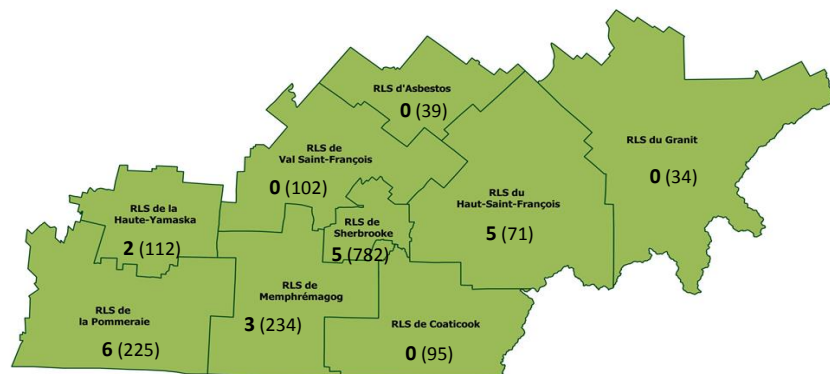 RLS d'Asbestos
0 (39)
RLS du Granit
0 (34)
RLS de
Val Saint-François
0 (102)
RLS du
Haut-Saint-François
5 (71)
RLS de la
Haute-Yamaska
2 (112)
RLS de
Sherbrooke
5 (782)
RLS de
Memphrémagog
3 (234)
RLS de
la Pommeraie
6 (225)
RLS de Coaticook
0 (95)